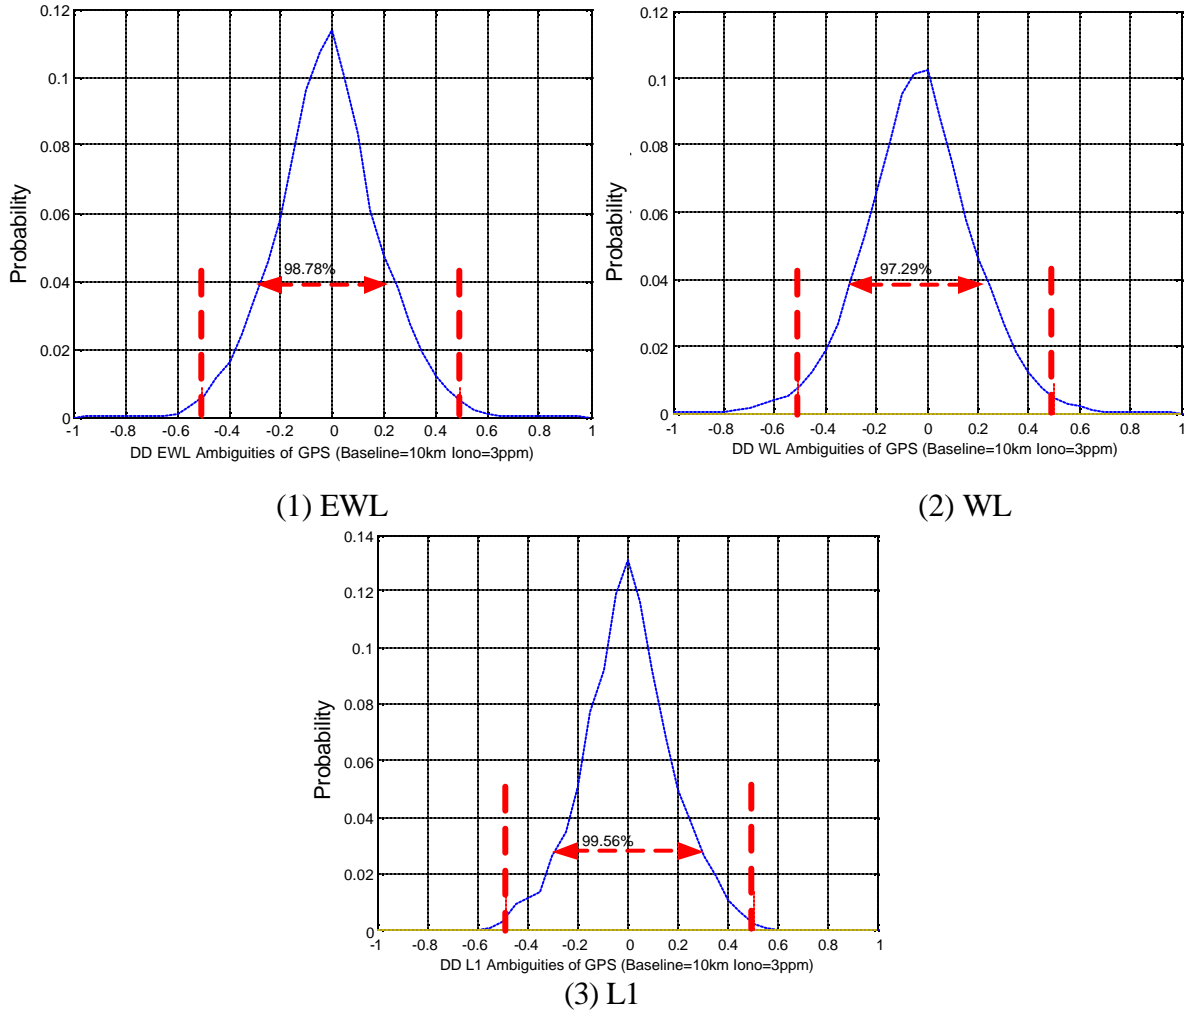 0.12
0.1
0.08
0.06
0.04
0.02
0
Probability
98.78%
-1 -0.8 -0.6 -0.4 -0.2 0 0.2 0.4 0.6 0.8 1
DD EWL Ambiguities of GPS (Baseline=10km Iono=3ppm)
(1) EWL
0.12
0.1
0.08
0.06
0.04
0.02
0
Probability
97.29%
-1 -0.8 -0.6 -0.4 -0.2 0 0.2 0.4 0.6 0.8 1
DD WL Ambiguities of GPS (Baseline=10km Iono=3ppm)
(2) WL
0.14
0.12
0.1
0.08
0.06
0.04
0.02
0
Probability
99.56%
-1 -0.8 -0.6 -0.4 -0.2 0 0.2 0.4 0.6 0.8 1
DD L1 Ambiguities of GPS (Baseline=10km Iono=3ppm)
(3) L1